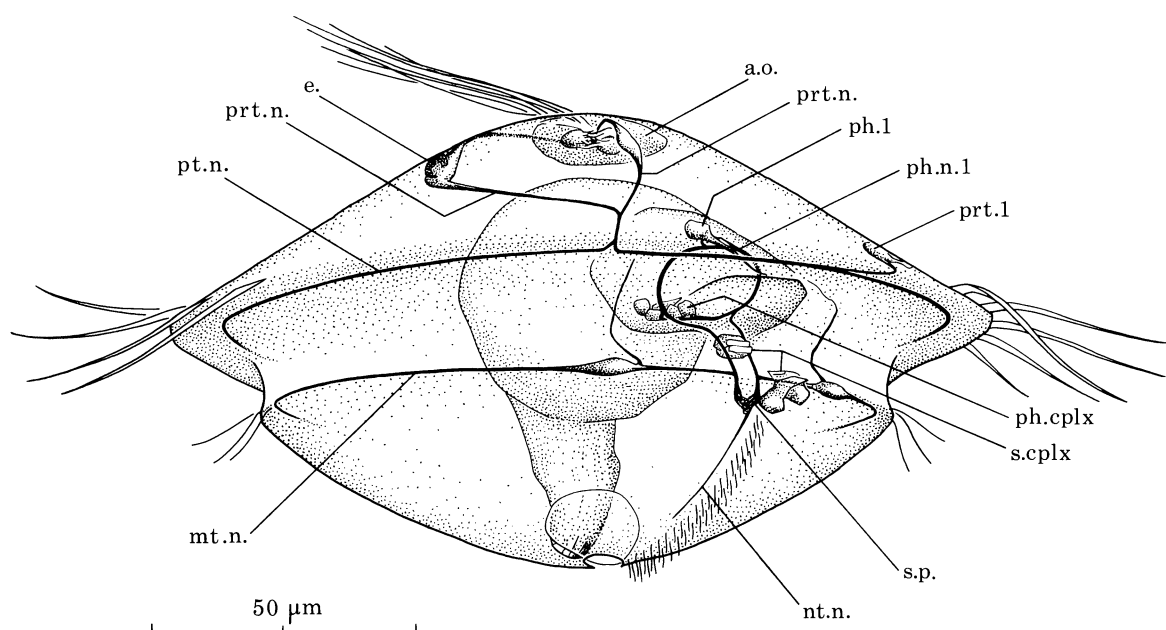 a.o.
e.
prt.n.
prt.n.
ph.1
pt.n.
ph.n.1
prt.1
ph.cplx
s.cplx
mt.n.
s.p.
nt.n.
50 μm